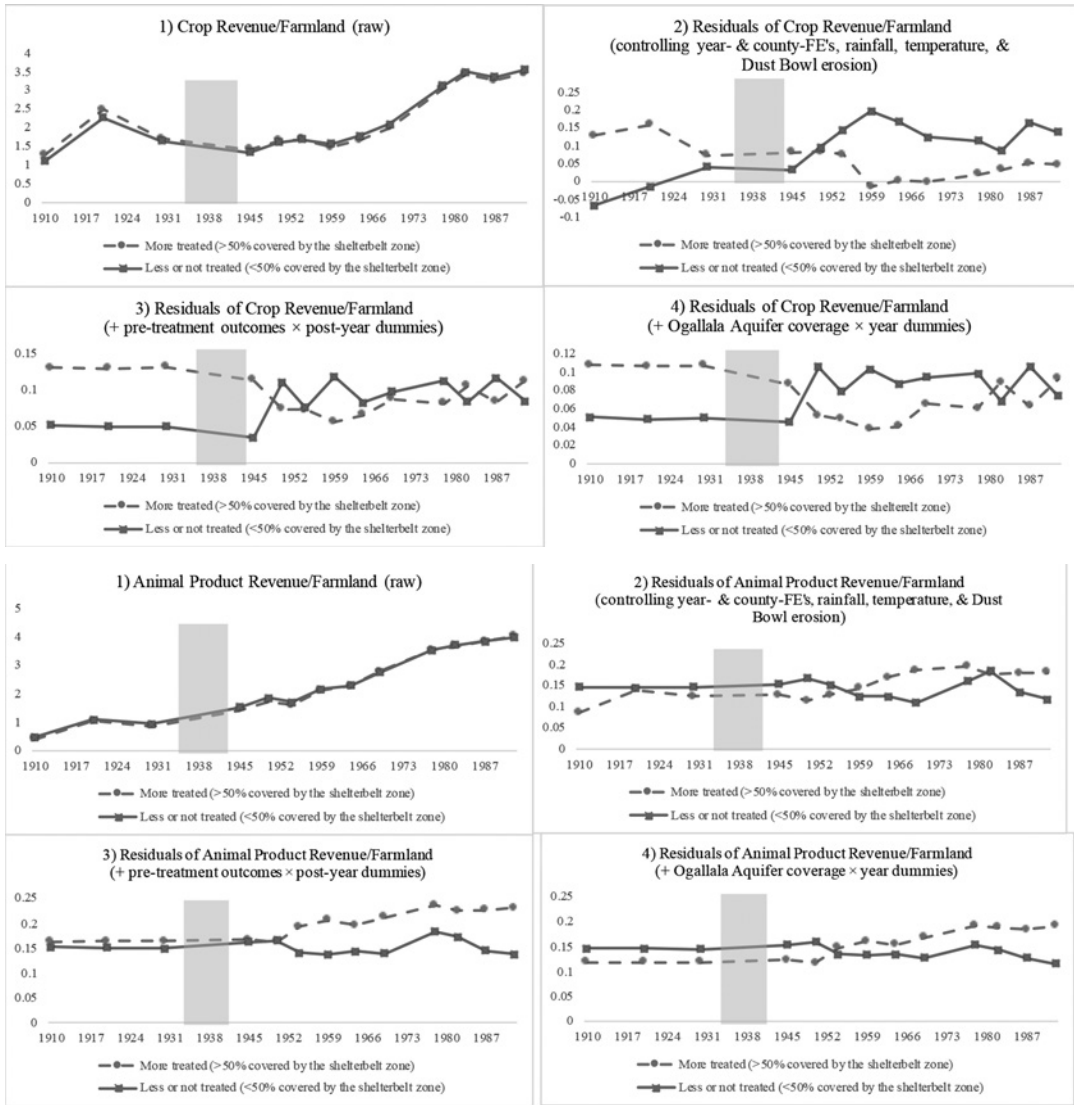 1) Crop Revenue/Farmland (raw)
4
3.5
3
2.5
2
1.5
1
0.5
0
1910 1917 1924 1931 1938 1945 1952 1959 1966 1973 1980 1987
More treated (>50% covered by the shelterbelt zone)
Less or not treated (<50% covered by the shelterbelt zone)
2) Residuals of Crop Revenue/Farmland
(controlling year- & county-FE's, rainfall, temperature, &
Dust Bowl erosion)
0.25
0.2
0.15
0.1
0.05
0
-0.05
-0.1
1910 1917 1924 1931 1938 1945 1952 1959 1966 1973 1980 1987
More treated (>50% covered by the shelterbelt zone)
Less or not treated (<50% covered by the shelterbelt zone)
3) Residuals of Crop Revenue/Farmland
(+ pre-treatment outcomes × post-year dummies)
0.15
0.1
0.05
0
1910 1917 1924 1931 1938 1945 1952 1959 1966 1973 1980 1987
More treated (>50% covered by the shelterbelt zone)
Less or not treated (<50% covered by the shelterbelt zone)
4) Residuals of Crop Revenue/Farmland
(+ Ogallala Aquifer coverage × year dummies)
0.12
0.1
0.08
0.06
0.04
0.02
0
1910 1917 1924 1931 1938 1945 1952 1959 1966 1973 1980 1987
More treated (>50% covered by the shelterelt zone)
Less or not treated (<50% covered by the shelterbelt zone)
1) Animal Product Revenue/Farmland (raw)
5
4
3
2
1
0
1910 1917 1924 1931 1938 1945 1952 1959 1966 1973 1980 1987
More treated (>50% covered by the shelterbelt zone)
Less or not treated (<50% covered by the shelterbelt zone)
2) Residuals of Animal Product Revenue/Farmland
(controlling year- & county-FE's, rainfall, temperature, & Dust
Bowl erosion)
0.25
0.2
0.15
0.1
0.05
0
1910 1917 1924 1931 1938 1945 1952 1959 1966 1973 1980 1987
More treated (>50% covered by the shelterbelt zone)
Less or not treated (<50% covered by the shelterbelt zone)
3) Residuals of Animal Product Revenue/Farmland
(+ pre-treatment outcomes × post-year dummies)
0.25
0.2
0.15
0.1
0.05
0
1910 1917 1924 1931 1938 1945 1952 1959 1966 1973 1980 1987
More treated (>50% covered by the shelterbelt zone)
Less or not treated (<50% covered by the shelterbelt zone)
4) Residuals of Animal Product Revenue/Farmland
(+ Ogallala Aquifer coverage × year dummies)
0.25
0.2
0.15
0.1
0.05
0
1910 1917 1924 1931 1938 1945 1952 1959 1966 1973 1980 1987
More treated (>50% covered by the shelterbelt zone)
Less or not treated (<50% covered by the shelterbelt zone)